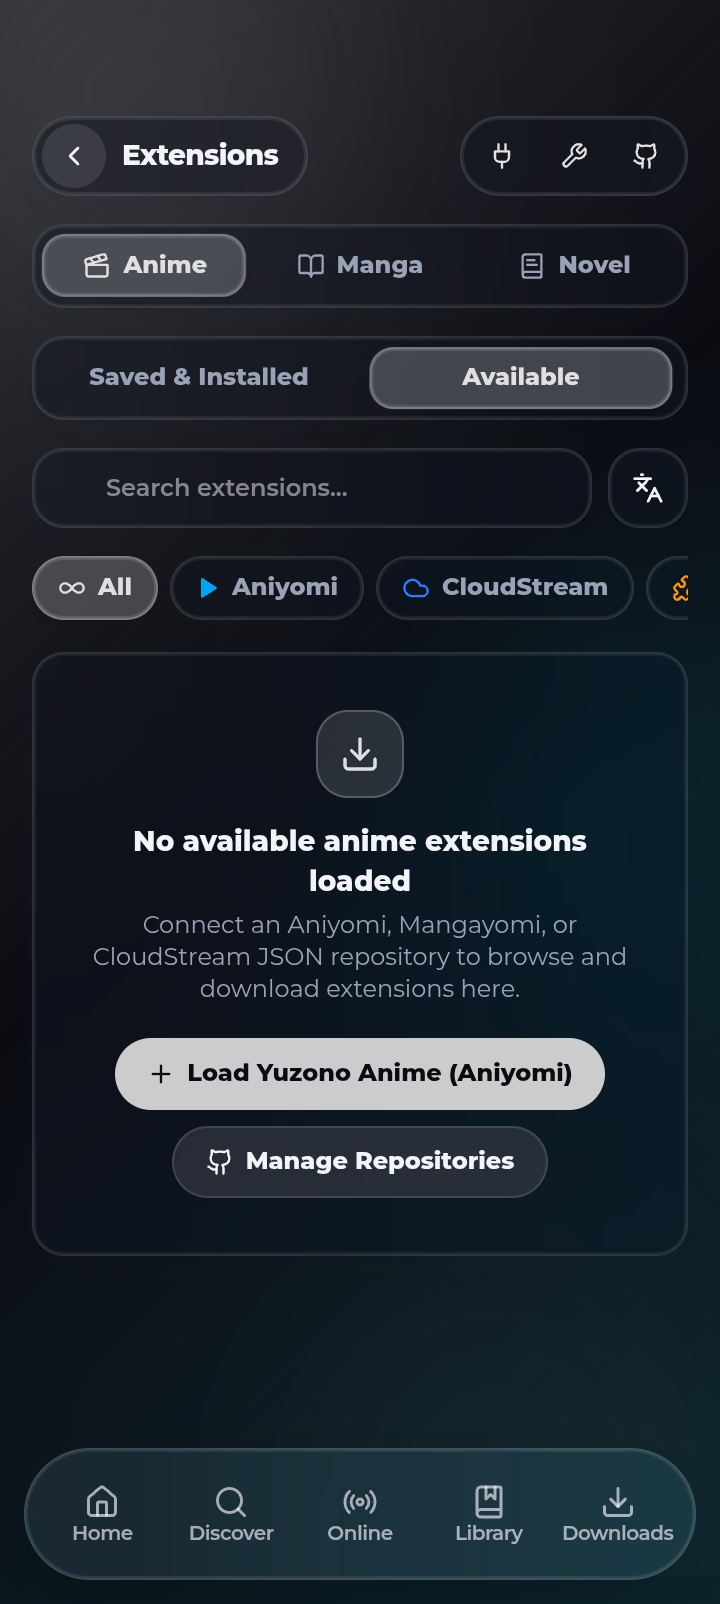 Extensions
Anime
Manga
Novel
Saved & Installed
Available
Search extensions...
All
Aniyomi
CloudStream
No available anime extensions
loaded
Connect an Aniyomi, Mangayomi, or
CloudStream JSON repository to browse and
download extensions here.
Load Yuzono Anime (Aniyomi)
Manage Repositories
Home
Discover
Online
Library
Downloads